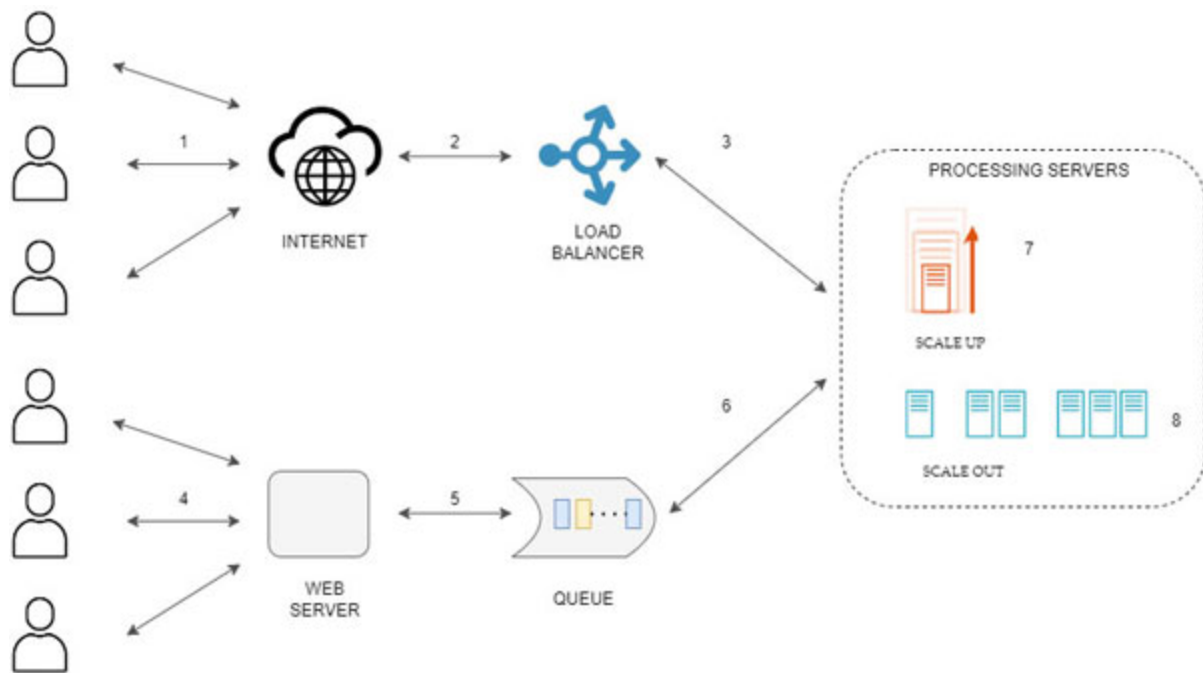 1
2
3
INTERNET
LOAD
BALANCER
PROCESSING SERVERS
7
SCALE UP
8
SCALE OUT
4
5
6
WEB
SERVER
QUEUE